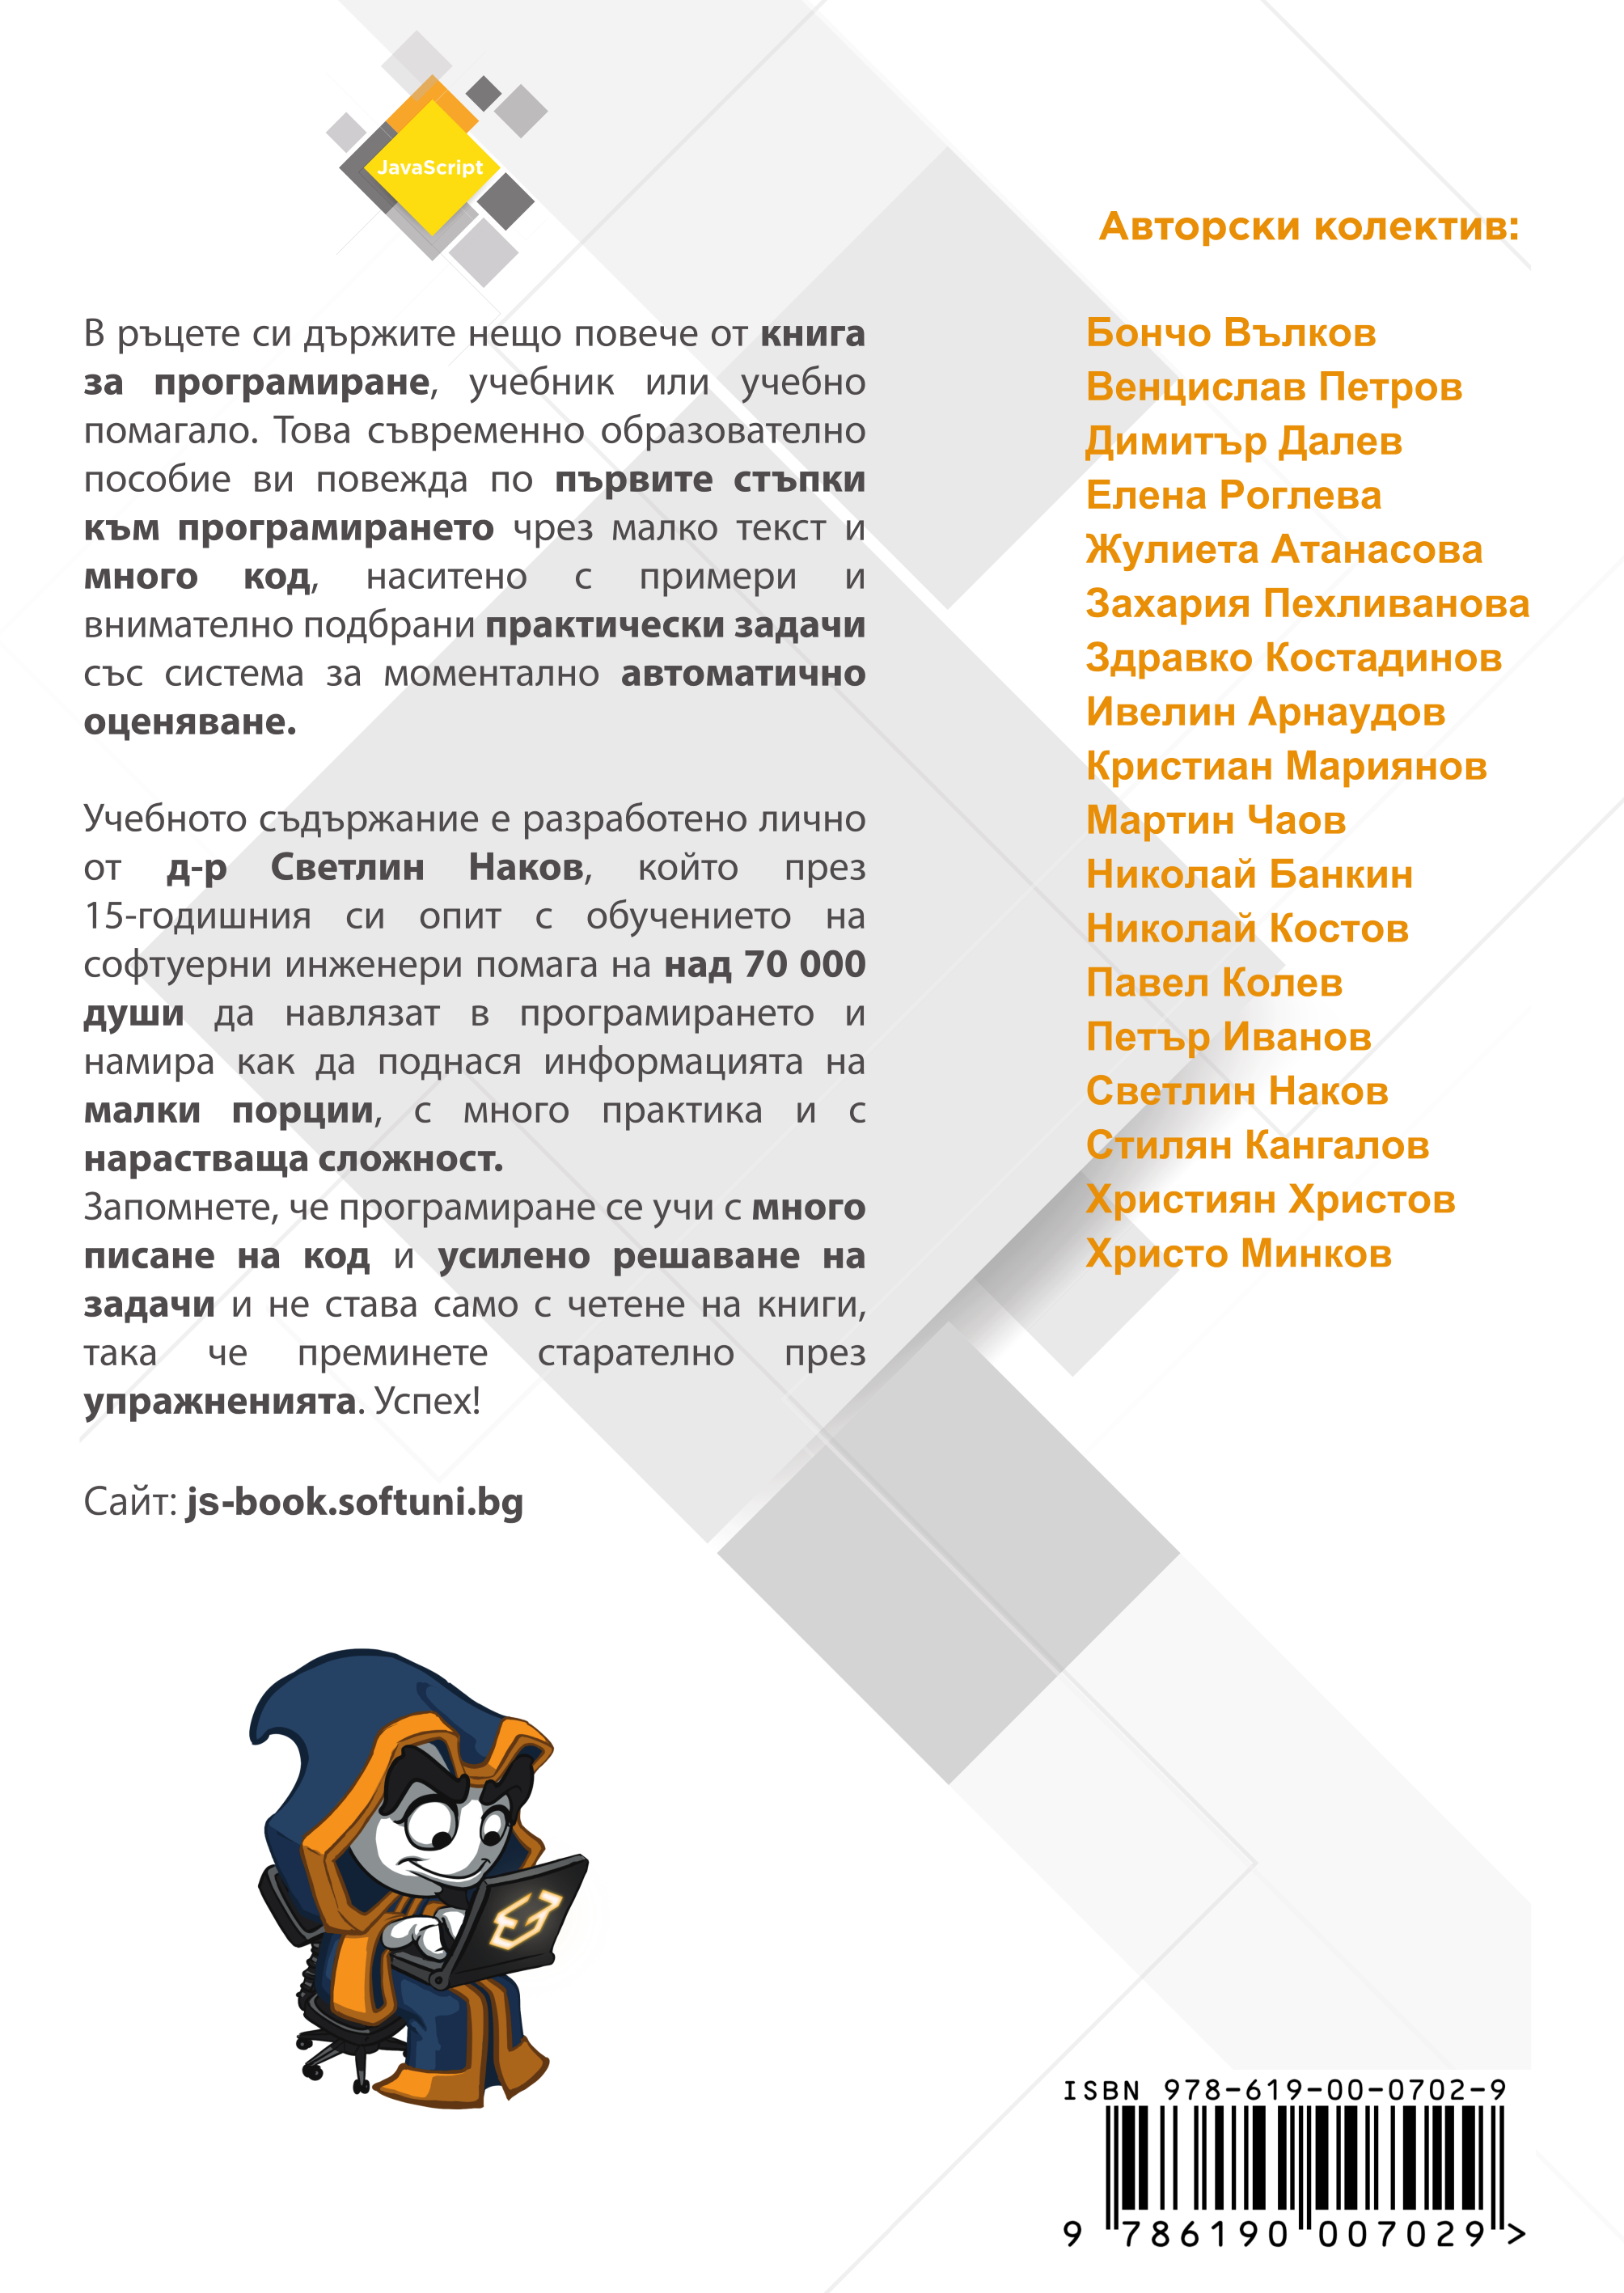 JavaScript
В ръцете си държите нещо повече от книга
за програмиране, учебник или учебно
помагало. Това съвременно образователно
пособие ви повежда по първите стъпки
към програмирането чрез малко текст и
много код, наситено с примери и
внимателно подбрани практически задачи
със система за моментално автоматично
оценяване.
Учебното съдържание е разработено лично
от д-р Светлин Наков, който през
15-годишния си опит с обучението на
софтуерни инженери помага на над 70 000
души да навлязат в програмирането и
намира как да поднася информацията на
малки порции, с много практика и с
нарастваща сложност.
Запомнете, че програмиране се учи с много
писане на код и усилено решаване на
задачи и не става само с четене на книги,
така че преминете старателно през
упражненията. Успех!
Сайт: js-book.softuni.bg
Авторски колектив:
Бончо Вълков
Венцислав Петров
Димитър Далев
Елена Роглева
Жулиета Атанасова
Захария Пехливанова
Здравко Костадинов
Ивелин Арнаудов
Кристиан Мариянов
Мартин Чаов
Николай Банкин
Николай Костов
Павел Колев
Петър Иванов
Светлин Наков
Стилян Кангалов
Християн Христов
Христо Минков
ISBN 978-619-00-0702-9
9 786190 007029 >